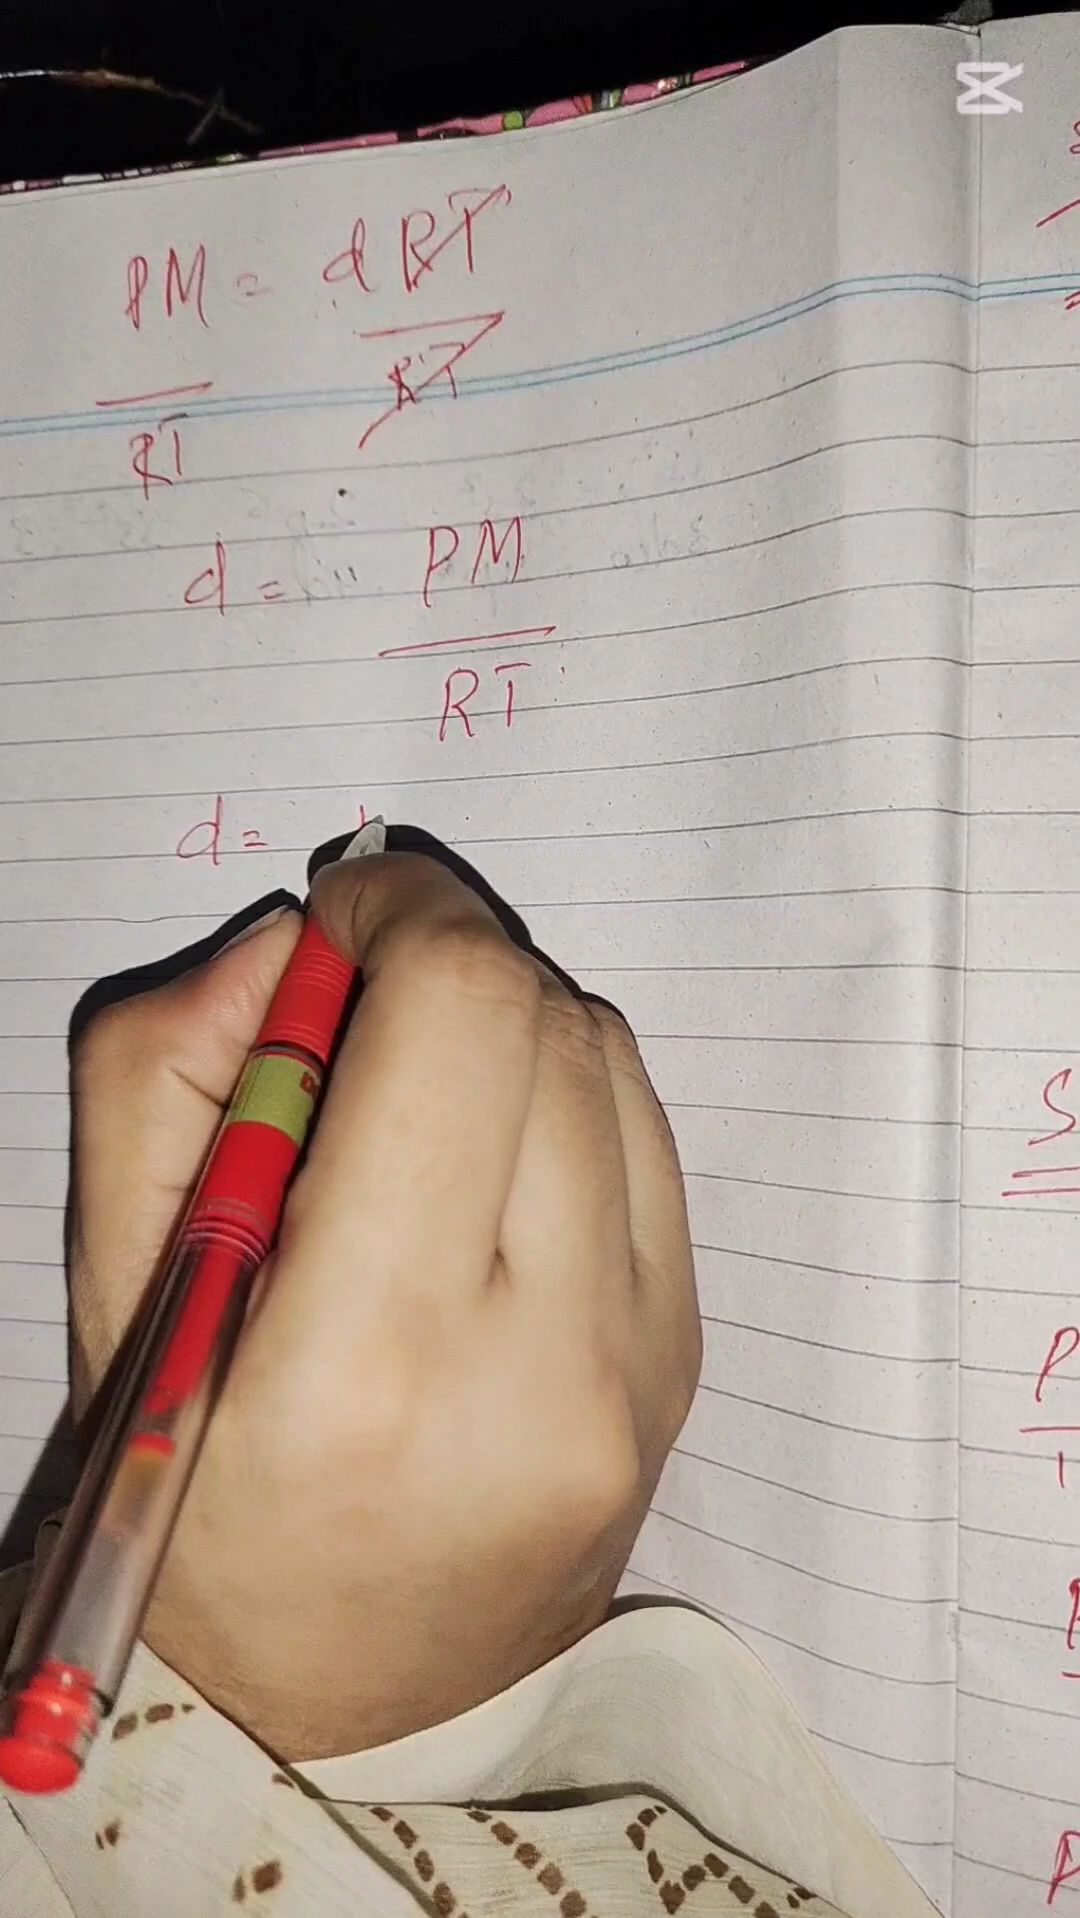 PM = dRT
RT RT
d = PM
RT
d =
S
P